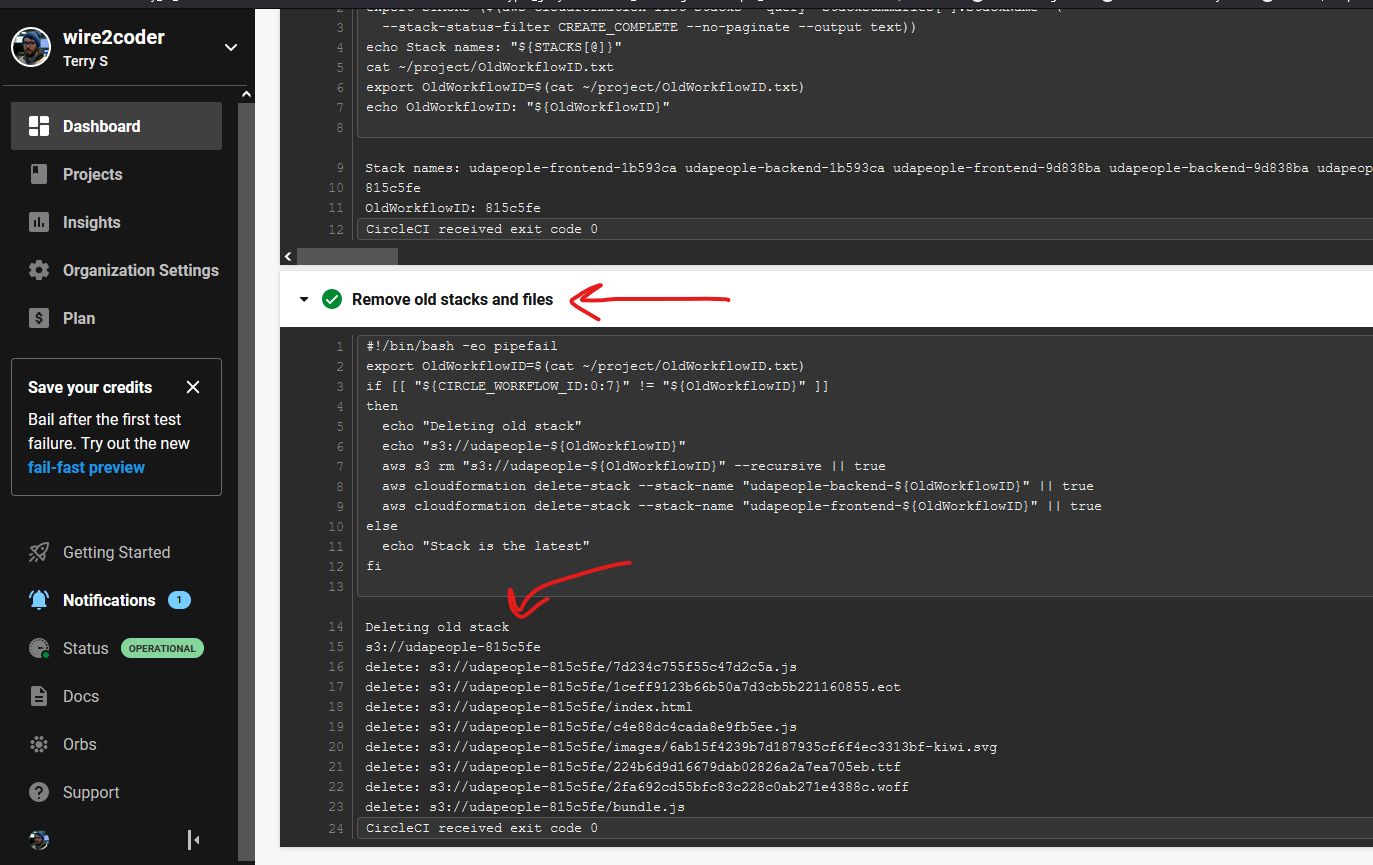 wire2coder
Terry S
Dashboard
Projects
Insights
Organization Settings
Plan
Save your credits
Bail after the first test
failure. Try out the new
fail-fast preview
Getting Started
Notifications 1
Status OPERATIONAL
Docs
Orbs
Support
3 --stack-status-filter CREATE_COMPLETE --no-paginate --output text))
4 echo Stack names: "${STACKS[@]}"
5 cat ~/project/OldWorkflowID.txt
6 export OldWorkflowID=$(cat ~/project/OldWorkflowID.txt)
7 echo OldWorkflowID: "${OldWorkflowID}"
8
9 Stack names: udapeople-frontend-1b593ca udapeople-backend-1b593ca udapeople-frontend-9d838ba udapeople-backend-9d838ba udapeop
10 815c5fe
11 OldWorkflowID: 815c5fe
12 CircleCI received exit code 0
Remove old stacks and files
1 #!/bin/bash -eo pipefail
2 export OldWorkflowID=$(cat ~/project/OldWorkflowID.txt)
3 if [[ "${CIRCLE_WORKFLOW_ID:0:7}" != "${OldWorkflowID}" ]]
4 then
5 echo "Deleting old stack"
6 echo "s3://udapeople-${OldWorkflowID}"
7 aws s3 rm "s3://udapeople-${OldWorkflowID}" --recursive || true
8 aws cloudformation delete-stack --stack-name "udapeople-backend-${OldWorkflowID}" || true
9 aws cloudformation delete-stack --stack-name "udapeople-frontend-${OldWorkflowID}" || true
10 else
11 echo "Stack is the latest"
12 fi
13
14 Deleting old stack
15 s3://udapeople-815c5fe
16 delete: s3://udapeople-815c5fe/7d234c755f55c47d2c5a.js
17 delete: s3://udapeople-815c5fe/1ceff9123b66b50a7d3cb5b221160855.eot
18 delete: s3://udapeople-815c5fe/index.html
19 delete: s3://udapeople-815c5fe/c4e88dc4cada8e9fb5ee.js
20 delete: s3://udapeople-815c5fe/images/6ab15f4239b7d187935cf6f4ec3313bf-kiwi.svg
21 delete: s3://udapeople-815c5fe/224b6d9d16679dab02826a2a7ea705eb.ttf
22 delete: s3://udapeople-815c5fe/2fa692cd55bfc83c228c0ab271e4388c.woff
23 delete: s3://udapeople-815c5fe/bundle.js
24 CircleCI received exit code 0